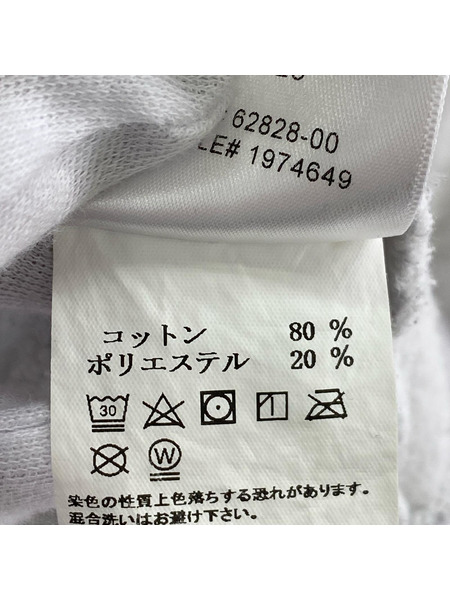 62828-00
LE# 1974649
コットン 80 %
ポリエステル 20 %
30
W
染色の性質上色落ちする恐れがあります。
混合洗いはお避け下さい。